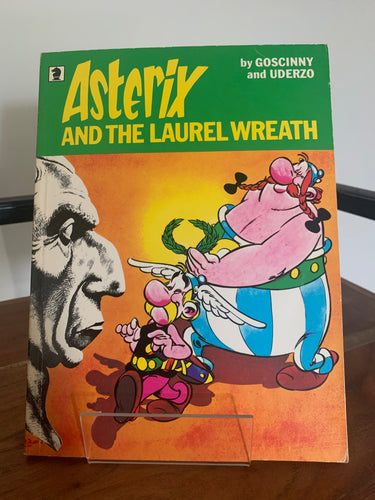 by GOSCINNY
and UDERZO
Asterix
AND THE LAUREL WREATH